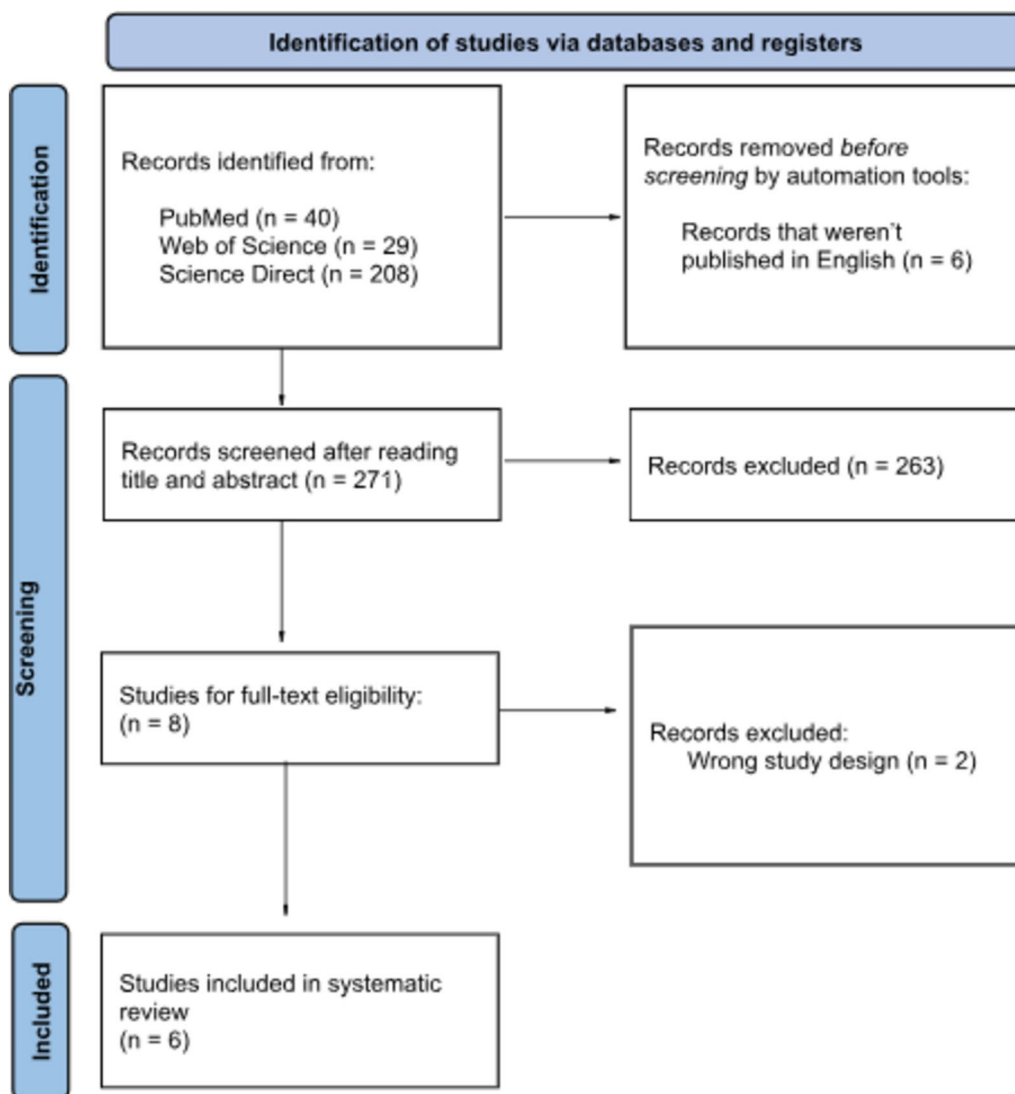 Identification of studies via databases and registers
Identification
Records identified from:
PubMed (n = 40)
Web of Science (n = 29)
Science Direct (n = 208)
Records removed before
screening by automation tools:
Records that weren't
published in English (n = 6)
Screening
Records screened after reading
title and abstract (n = 271)
Records excluded (n = 263)
Studies for full-text eligibility:
(n = 8)
Records excluded:
Wrong study design (n = 2)
Included
Studies included in systematic
review
(n = 6)